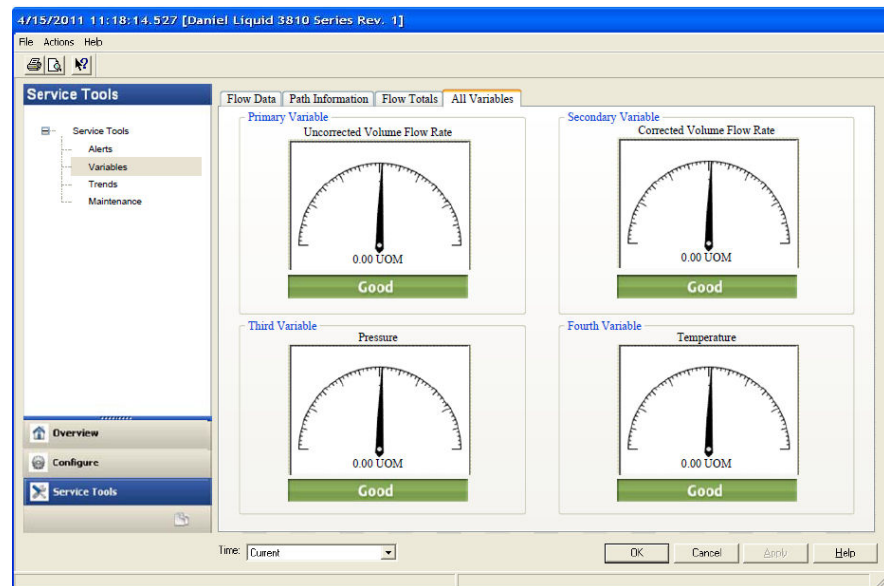 4/15/2011 11:18:14.527 [Daniel Liquid 3810 Series Rev. 1]
File Actions Help
Service Tools
Service Tools
Alerts
Variables
Trends
Maintenance
Overview
Configure
Service Tools
Flow Data Path Information Flow Totals All Variables
Primary Variable
Uncorrected Volume Flow Rate
0.00 UOM
Good
Secondary Variable
Corrected Volume Flow Rate
0.00 UOM
Good
Third Variable
Pressure
0.00 UOM
Good
Fourth Variable
Temperature
0.00 UOM
Good
Time: Current
OK Cancel Apply Help